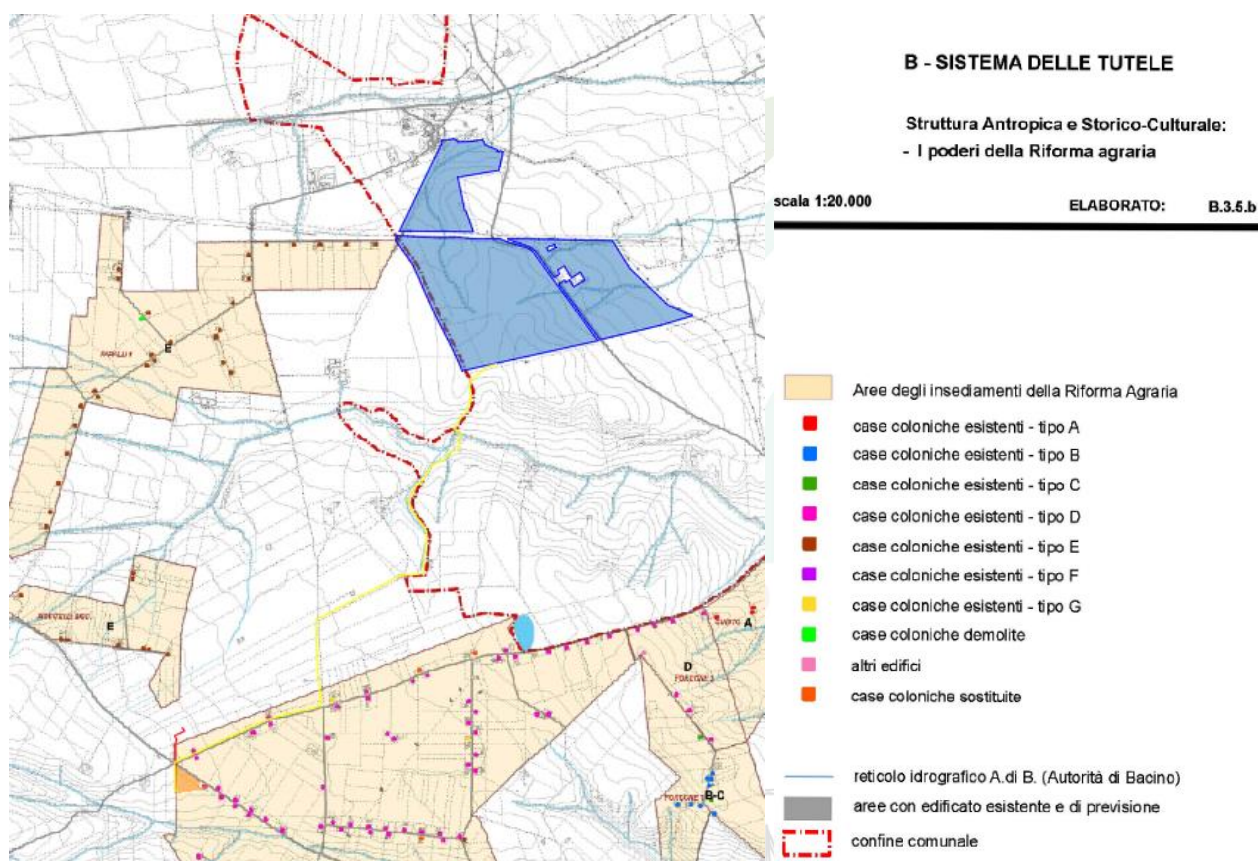 B - SISTEMA DELLE TUTELE
Struttura Antropica e Storico-Culturale:
- I poderi della Riforma agraria
scala 1:20.000 ELABORATO: B.3.5.b
Aree degli insediamenti della Riforma Agraria
case coloniche esistenti - tipo A
case coloniche esistenti - tipo B
case coloniche esistenti - tipo C
case coloniche esistenti - tipo D
case coloniche esistenti - tipo E
case coloniche esistenti - tipo F
case coloniche esistenti - tipo G
case coloniche demolite
altri edifici
case coloniche sostituite
reticolo idrografico A.di B. (Autorità di Bacino)
aree con edificato esistente e di previsione
confine comunale
E
E
A
D
B-C